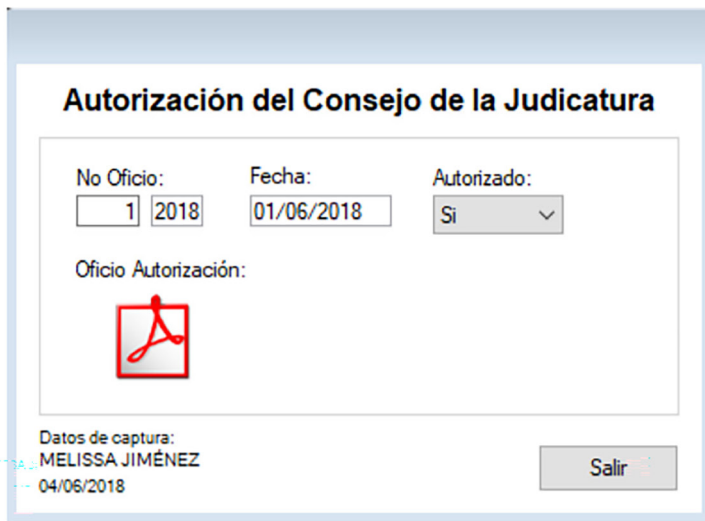 Autorización del Consejo de la Judicatura
No Oficio: Fecha: Autorizado:
1 2018 01/06/2018 Si
Oficio Autorización:
Datos de captura:
MELISSA JIMÉNEZ
04/06/2018
Salir